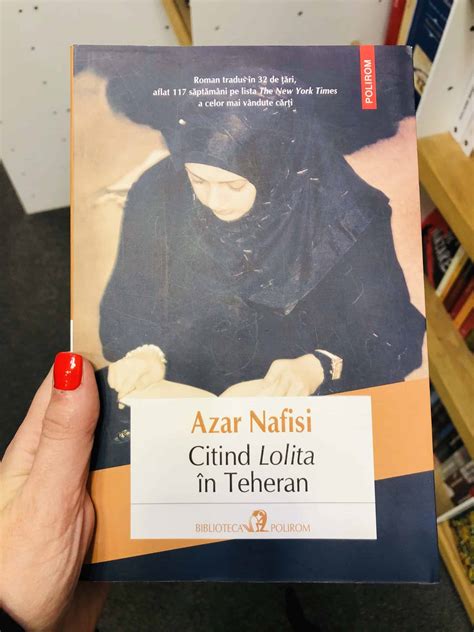 Roman tradus în 32 de țări,
aflat 117 săptămâni pe lista The New York Times
a celor mai vândute cărți
POLIROM
Azar Nafisi
Citind Lolita
în Teheran
BIBLIOTECA POLIROM